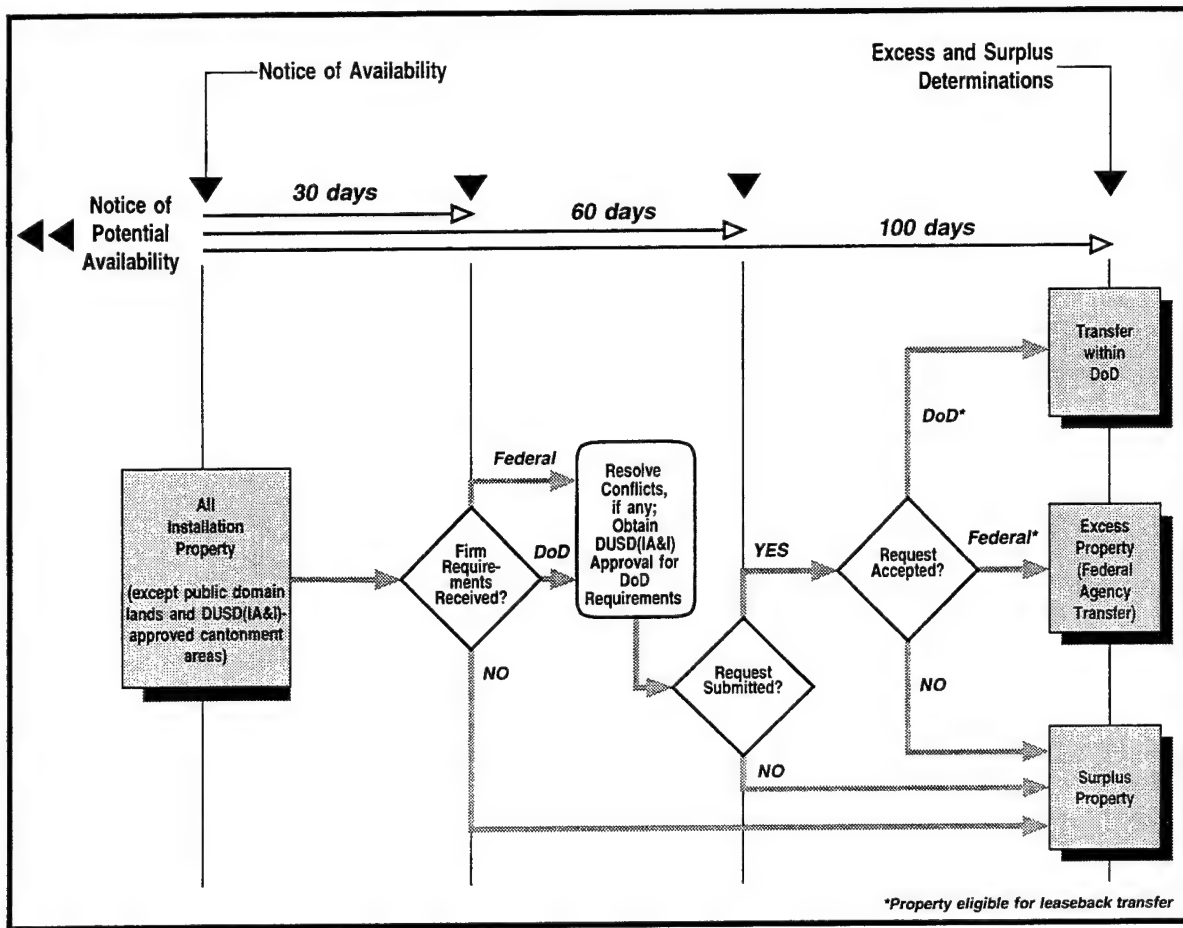 Notice of Availability
Excess and Surplus
Determinations
30 days
Notice of
Potential
Availability
60 days
100 days
Transfer
within
DoD
DoD*
Federal
Resolve
Conflicts,
if any;
Obtain
DUSD(IA&I)
Approval for
DoD
Requirements
All
Installation
Property
(except public domain
lands and DUSD(IA&I)-
approved cantonment
areas)
Firm
Require-
ments
Received?
DoD
YES
Request
Accepted?
Federal*
Excess
Property
(Federal
Agency
Transfer)
NO
Request
Submitted?
NO
NO
Surplus
Property
*Property eligible for leaseback transfer